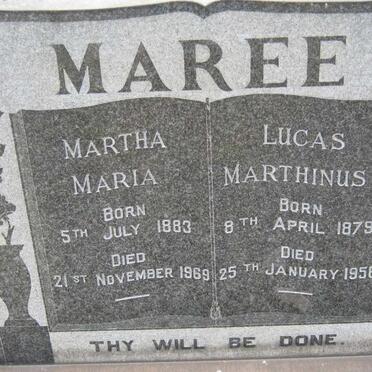 MAREE
MARTHA
MARIA
BORN
5TH JULY 1883
DIED
21ST NOVEMBER 1969
LUCAS
MARTHINUS
BORN
8TH APRIL 1879
DIED
25TH JANUARY 1958
THY WILL BE DONE.